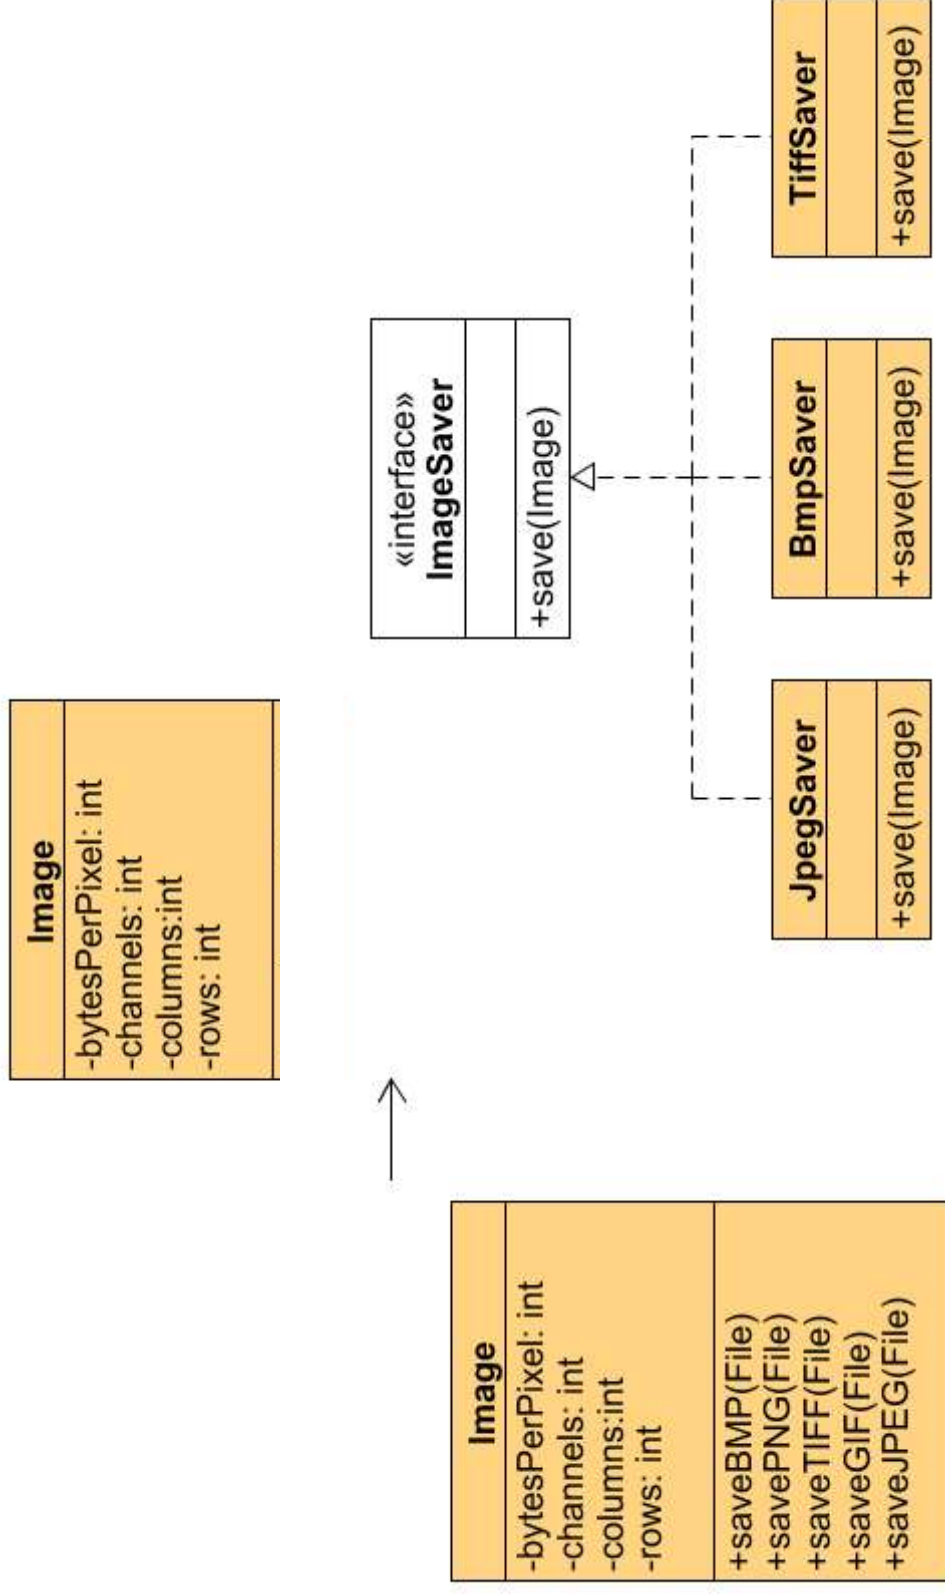 Image
-bytesPerPixel: int
-channels: int
-columns:int
-rows: int
+saveBMP(File)
+savePNG(File)
+saveTIFF(File)
+saveGIF(File)
+saveJPEG(File)
Image
-bytesPerPixel: int
-channels: int
-columns:int
-rows: int
«interface»
ImageSaver
+save(Image)
JpegSaver
+save(Image)
BmpSaver
+save(Image)
TiffSaver
+save(Image)